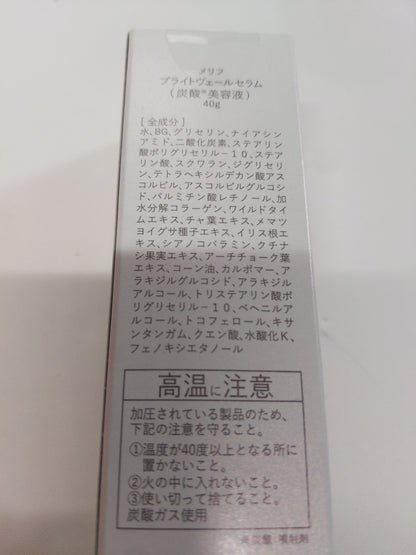 メリフ
ブライトヴェールセラム
(炭酸※美容液)
40g
[全成分]
水、BG、グリセリン、ナイアシン
アミド、二酸化炭素、ステアリン
酸ポリグリセリル-10、ステア
リン酸、スクワラン、ジグリセリ
ン、テトラヘキシルデカン酸アス
コルビル、アスコルビルグルコシ
ド、パルミチン酸レチノール、加
水分解コラーゲン、ワイルドタイ
ムエキス、チャ葉エキス、メマツ
ヨイグサ種子エキス、イリス根エ
キス、シアノコバラミン、クチナ
シ果実エキス、アーチチョーク葉
エキス、コーン油、カルボマー、ア
ラキジルグルコシド、アラキジル
アルコール、トリステアリン酸ポ
リグリセリル-10、ベヘニルア
ルコール、トコフェロール、キサ
ンタンガム、クエン酸、水酸化K、
フェノキシエタノール
高温に注意
加圧されている製品のため、
下記の注意を守ること。
①温度が40度以上となる所に
置かないこと。
②火の中に入れないこと。
③使い切って捨てること。
炭酸ガス使用
※炭酸:噴射剤